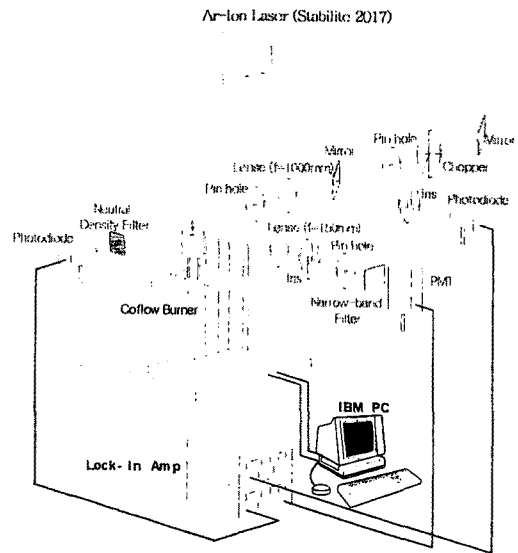 Ar-Ion Laser (Stabilite 2017)
Mirror
Pin hole
Mirror
Chopper
Lense (f=1000mm)
Pin hole
Iris
Photodiode
Neutral
Density Filter
Photodiode
Lense (f=150mm)
Pin hole
Iris
PMT
Narrow-band
Filter
Coflow Burner
IBM PC
Lock-In Amp